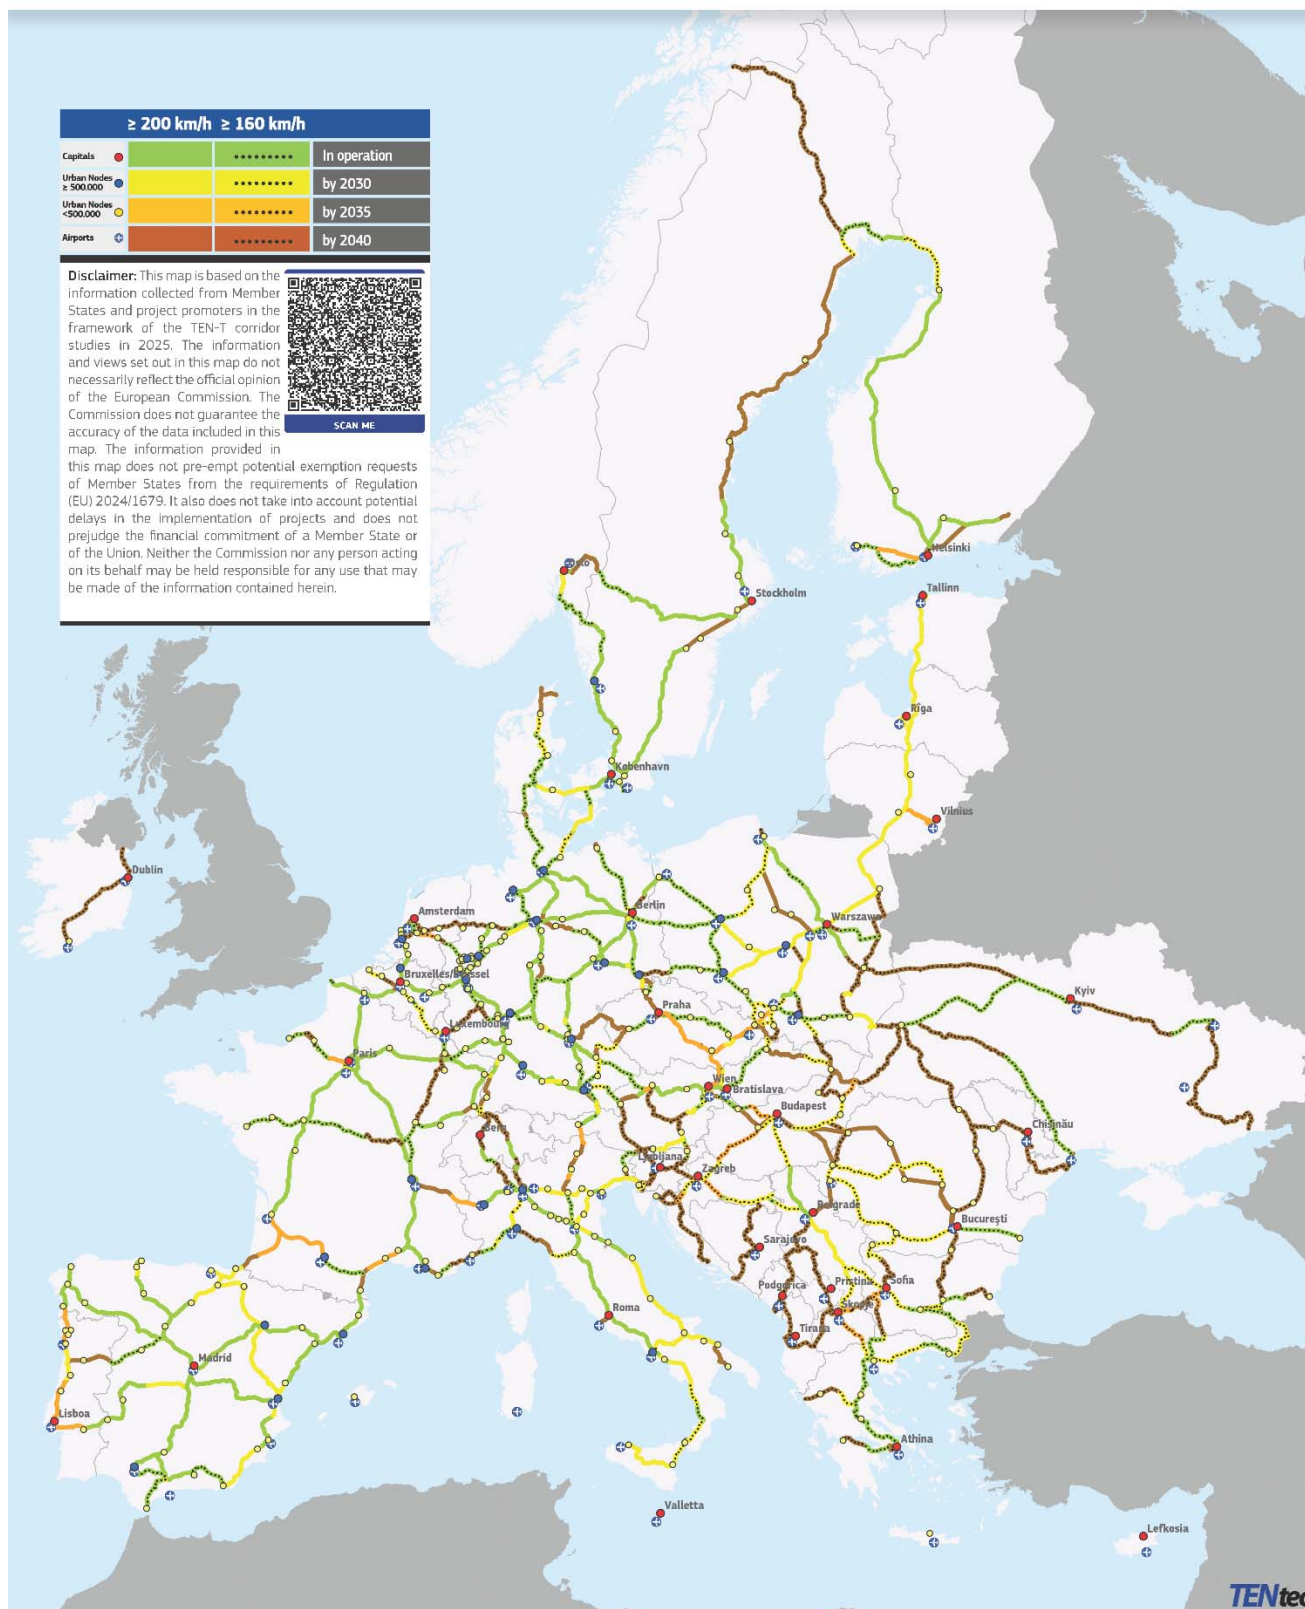 ≥ 200 km/h ≥ 160 km/h
Capitals
In operation
Urban Nodes
≥ 500.000
by 2030
Urban Nodes
<500.000
by 2035
Airports
by 2040
Disclaimer: This map is based on the
information collected from Member
States and project promoters in the
framework of the TEN-T corridor
studies in 2025. The information
and views set out in this map do not
necessarily reflect the official opinion
of the European Commission. The
Commission does not guarantee the
accuracy of the data included in this
map. The information provided in
this map does not pre-empt potential exemption requests
of Member States from the requirements of Regulation
(EU) 2024/1679. It also does not take into account potential
delays in the implementation of projects and does not
prejudge the financial commitment of a Member State or
of the Union. Neither the Commission nor any person acting
on its behalf may be held responsible for any use that may
be made of the information contained herein.
SCAN ME
Helsinki
Oslo
Tallinn
Stockholm
Rīga
København
Vilnius
Dublin
Amsterdam
Berlin
Warszawa
Bruxelles/Brussel
Kyiv
Praha
Luxembourg
Paris
Wien
Bratislava
Budapest
Chișinău
Bern
Ljubljana
Zagreb
Belgrade
București
Sarajevo
Podgorica
Pristina
Sofia
Skopje
Roma
Tirana
Madrid
Lisboa
Athina
Valletta
Lefkosia
TENtec